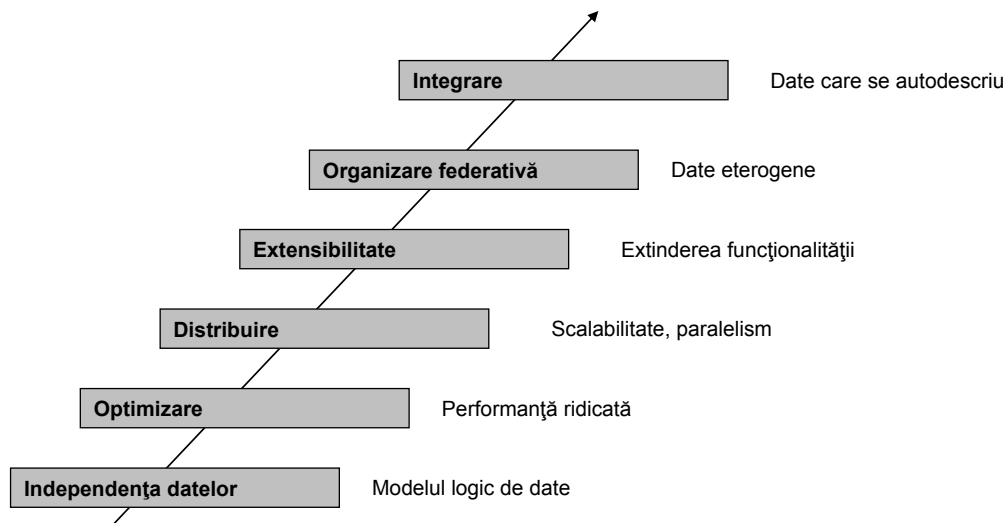 Integrare Date care se autodescriu
Organizare federativă Date eterogene
Extensibilitate Extinderea funcţionalităţii
Distribuire Scalabilitate, paralelism
Optimizare Performanţă ridicată
Independenţa datelor Modelul logic de date